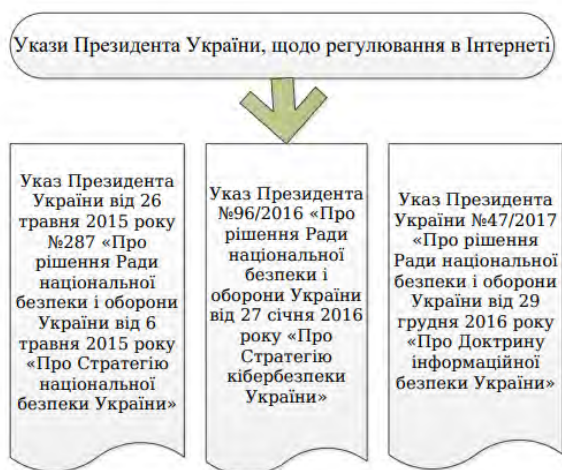 Укази Президента України, щодо регулювання в Інтернеті
Указ Президента
України від 26
травня 2015 року
№287 «Про
рішення Ради
національної
безпеки і оборони
України від 6
травня 2015 року
«Про Стратегію
національної
безпеки України»
Указ Президента
№96/2016 «Про
рішення Ради
національної
безпеки і
оборони України
від 27 січня 2016
року «Про
Стратегію
кібербезпеки
України»
Указ Президента
України №47/2017
«Про рішення
Ради національної
безпеки і оборони
України від 29
грудня 2016 року
«Про Доктрину
інформаційної
безпеки України»